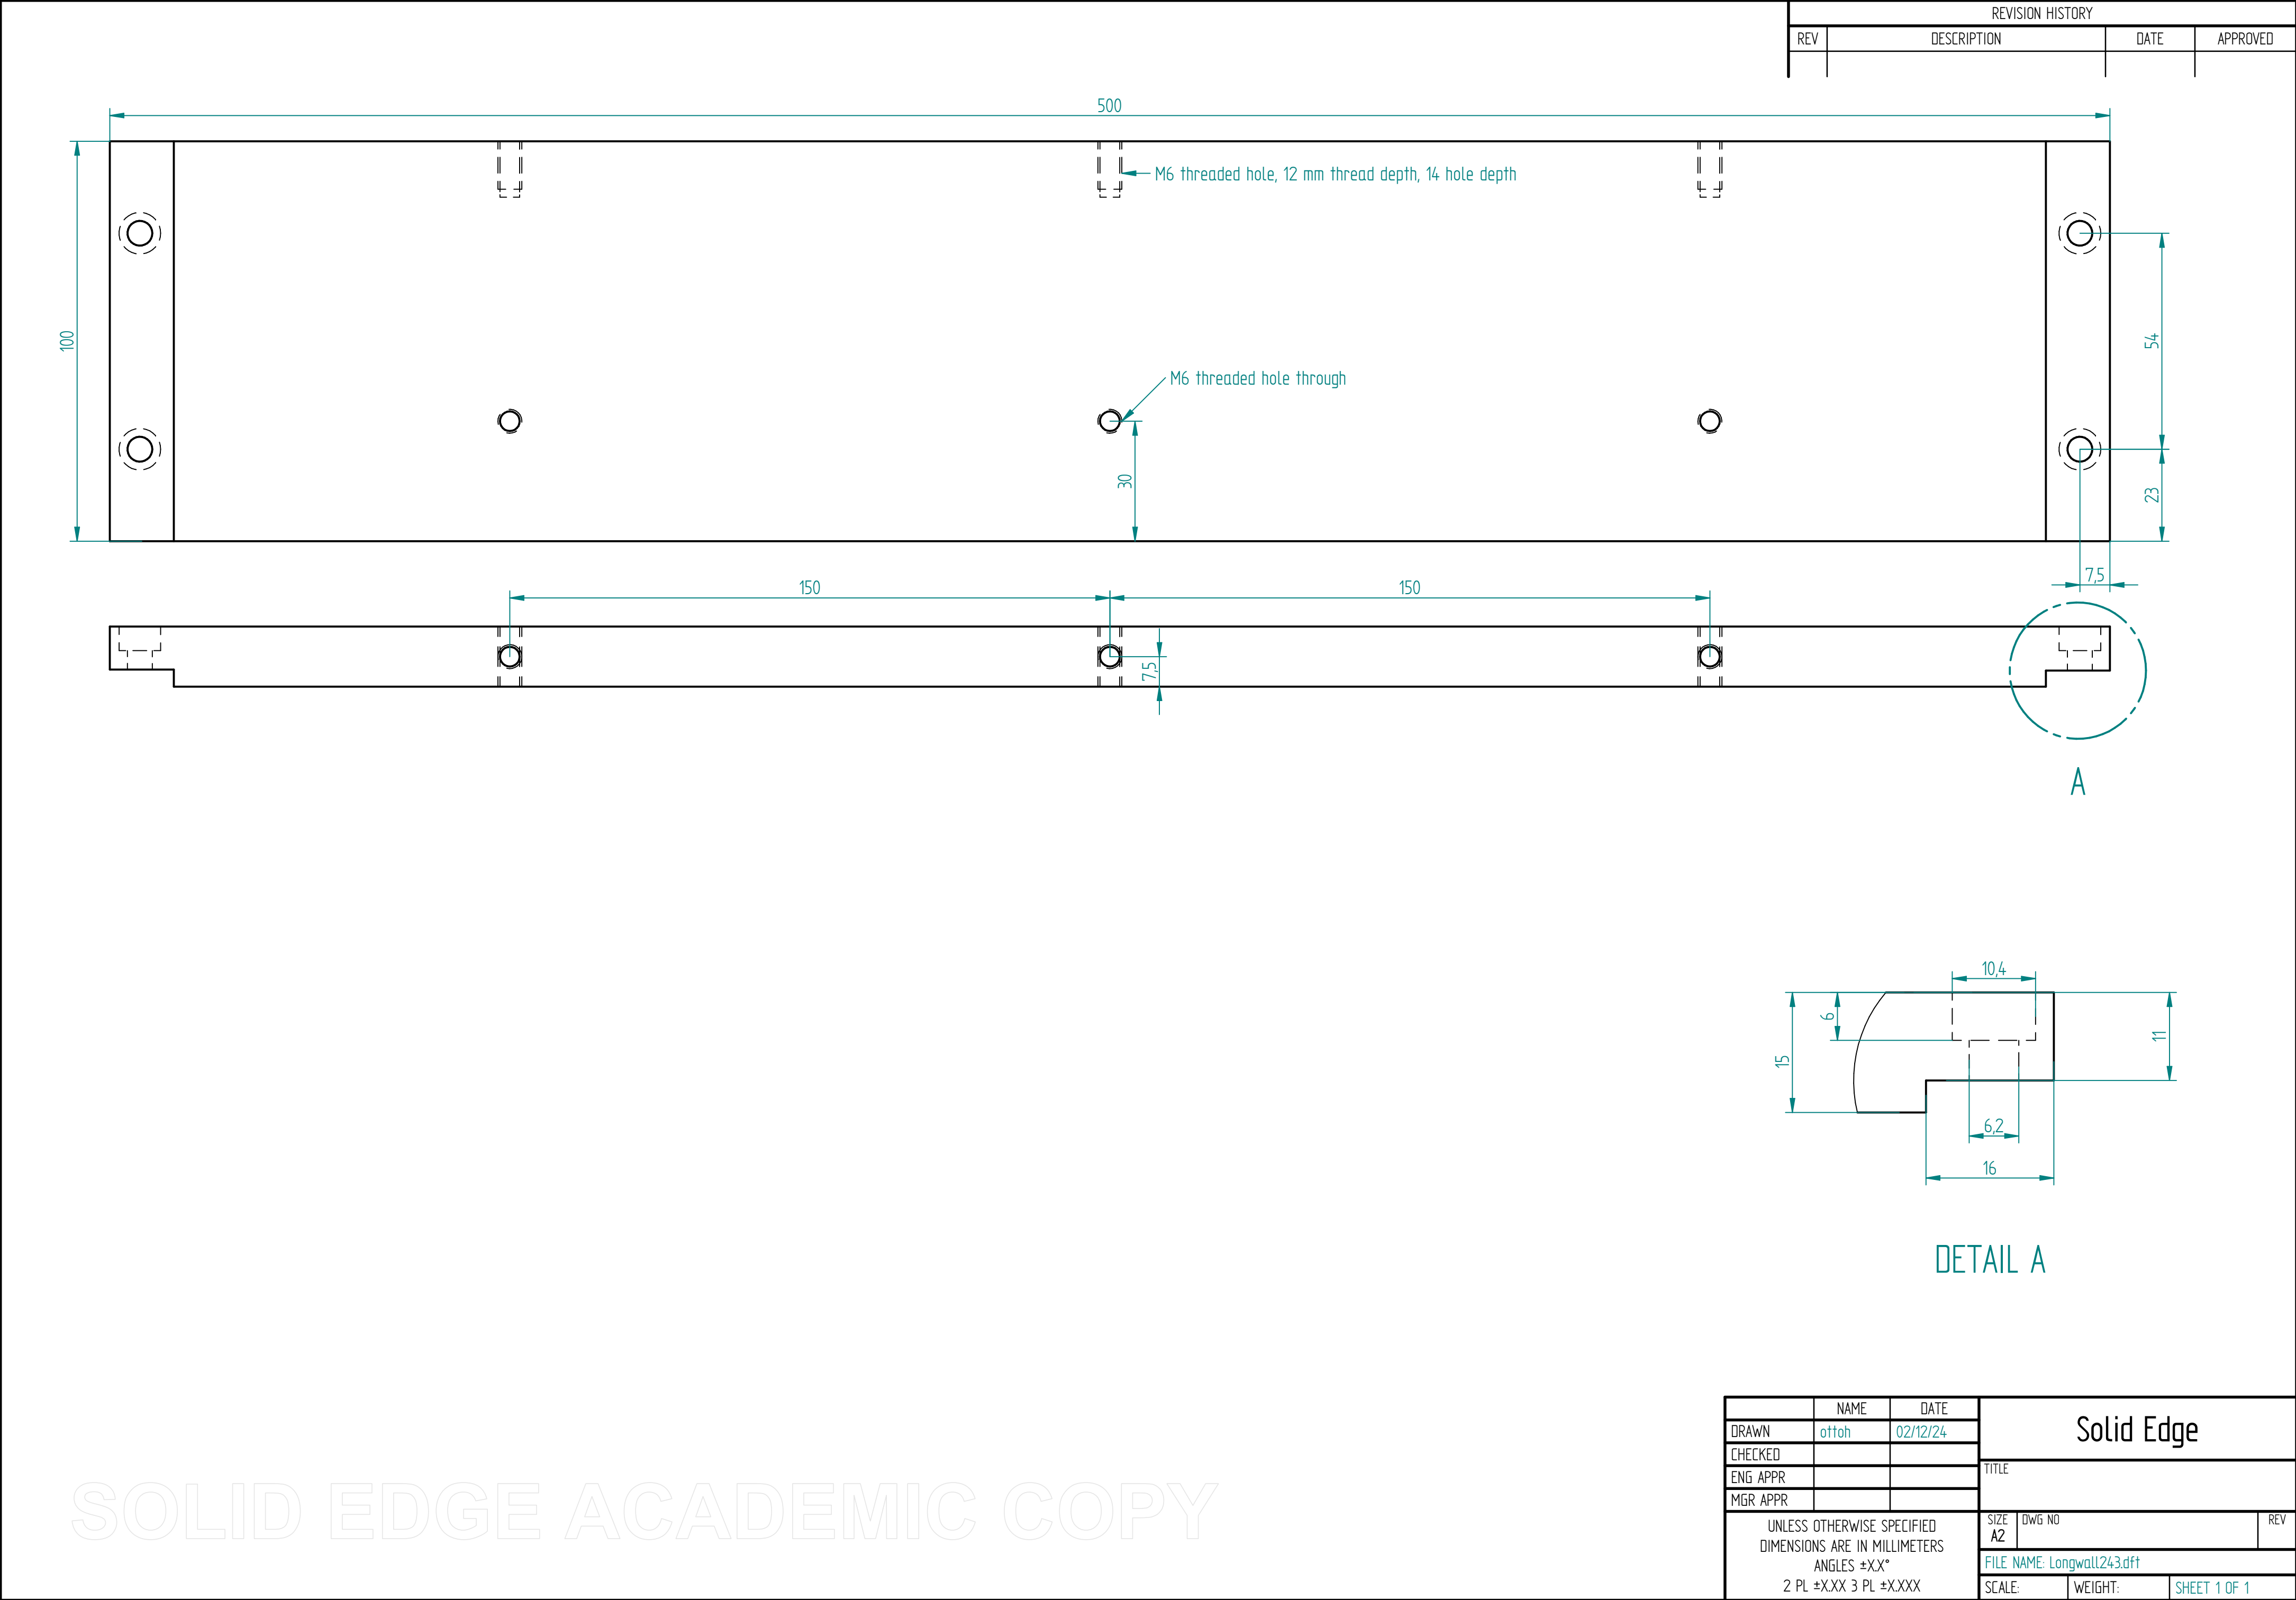 REVISION HISTORY
REV DESCRIPTION DATE APPROVED
500
M6 threaded hole, 12 mm thread depth, 14 hole depth
100
54
M6 threaded hole through
30
23
7,5
150 150
7,5
A
10,4
6
15
11
6,2
16
DETAIL A
NAME DATE
DRAWN ottoh 02/12/24
CHECKED
ENG APPR
MGR APPR
UNLESS OTHERWISE SPECIFIED
DIMENSIONS ARE IN MILLIMETERS
ANGLES ±X.X°
2 PL ±X.XX 3 PL ±X.XXX
Solid Edge
TITLE
SIZE DWG NO REV
A2
FILE NAME: Longwall243.dft
SCALE: WEIGHT: SHEET 1 OF 1
SOLID EDGE ACADEMIC COPY